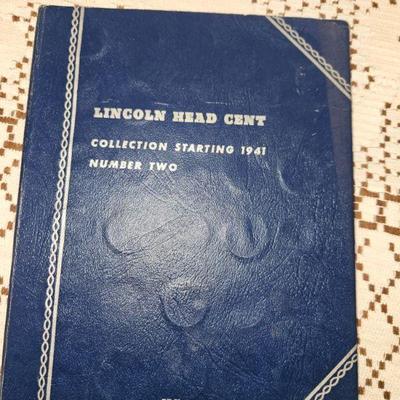 LINCOLN HEAD CENT
COLLECTION STARTING 1941
NUMBER TWO